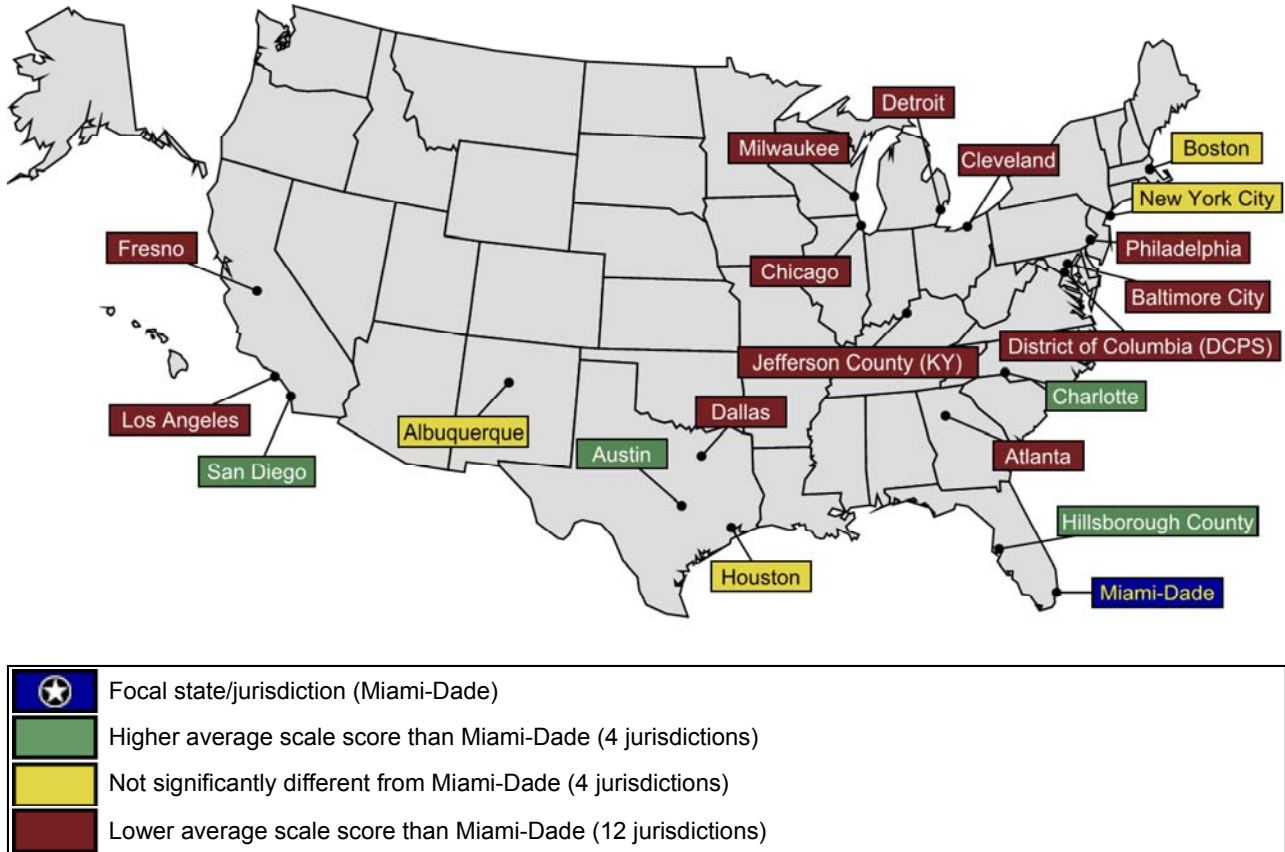 Detroit
Milwaukee
Cleveland
Boston
New York City
Fresno
Chicago
Philadelphia
Baltimore City
District of Columbia (DCPS)
Jefferson County (KY)
Charlotte
Los Angeles
Albuquerque
Dallas
San Diego
Austin
Atlanta
Hillsborough County
Houston
Miami-Dade
Focal state/jurisdiction (Miami-Dade)
Higher average scale score than Miami-Dade (4 jurisdictions)
Not significantly different from Miami-Dade (4 jurisdictions)
Lower average scale score than Miami-Dade (12 jurisdictions)